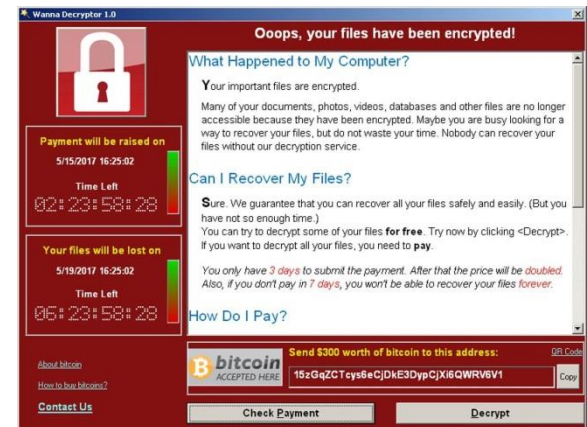 Wanna Decryptor 1.0
Ooops, your files have been encrypted!
Payment will be raised on
5/15/2017 16:25:02
Time Left
02:23:58:28
Your files will be lost on
5/19/2017 16:25:02
Time Left
06:23:58:28
About bitcoin
How to buy bitcoins?
Contact Us
What Happened to My Computer?
Your important files are encrypted.
Many of your documents, photos, videos, databases and other files are no longer
accessible because they have been encrypted. Maybe you are busy looking for a
way to recover your files, but do not waste your time. Nobody can recover your
files without our decryption service.
Can I Recover My Files?
Sure. We guarantee that you can recover all your files safely and easily. (But you
have not so enough time.)
You can try to decrypt some of your files for free. Try now by clicking <Decrypt>.
If you want to decrypt all your files, you need to pay.
You only have 3 days to submit the payment. After that the price will be doubled.
Also, if you don't pay in 7 days, you won't be able to recover your files forever.
How Do I Pay?
bitcoin
ACCEPTED HERE
Send $300 worth of bitcoin to this address:
QR Code
15zGqZCTcys6eCjDkE3DypCjXi6QWRV6V1
Copy
Check Payment
Decrypt